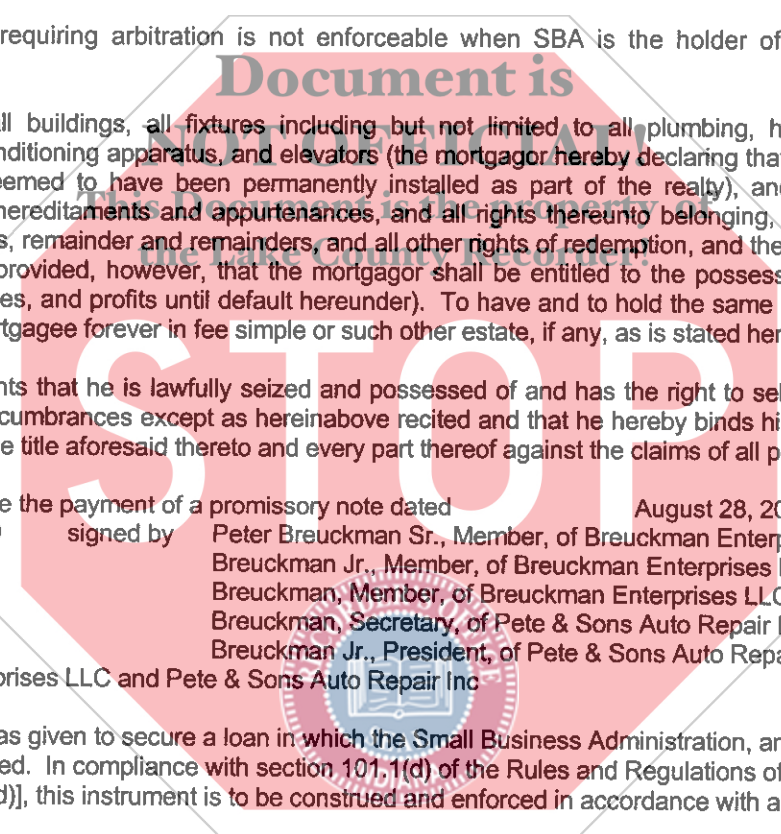 requiring arbitration is not enforceable when SBA is the holder of
Document is
ll buildings, all fixtures including but not limited to all plumbing, h
NOT OFFICIAL!
nditioning apparatus, and elevators (the mortgagor hereby declaring that
eemed to have been permanently installed as part of the realty), and
This Document is the property of
hereditaments and appurtenances, and all rights thereunto belonging,
s, remainder and remainders, and all other rights of redemption, and the
the Lake County Recorder!
provided, however, that the mortgagor shall be entitled to the possess
es, and profits until default hereunder). To have and to hold the same
rtgagee forever in fee simple or such other estate, if any, as is stated her
STOP
nts that he is lawfully seized and possessed of and has the right to sel
cumbrances except as hereinabove recited and that he hereby binds hi
e title aforesaid thereto and every part thereof against the claims of all p
e the payment of a promissory note dated August 28, 20
signed by Peter Breuckman Sr., Member, of Breuckman Enterp
Breuckman Jr., Member, of Breuckman Enterprises
Breuckman, Member, of Breuckman Enterprises LLC
Breuckman, Secretary, of Pete & Sons Auto Repair
Breuckman Jr., President, of Pete & Sons Auto Repa
prises LLC and Pete & Sons Auto Repair Inc
as given to secure a loan in which the Small Business Administration, an
ed. In compliance with section 101.1(d) of the Rules and Regulations of
d)], this instrument is to be construed and enforced in accordance with a